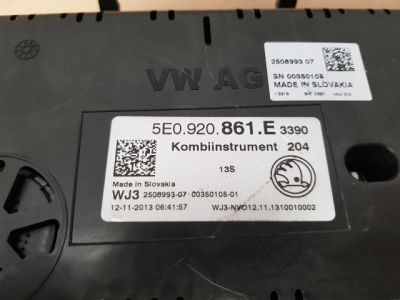 VW AG
2508993 07
SN 00350105
MADE IN SLOVAKIA
5E0.920.861.E 3390
Kombiinstrument 204
13S
Made in Slovakia
WJ3 2508993-07 00350105-01
12-11-2013 06:41:57 WJ3-NVO12.11.1310010002